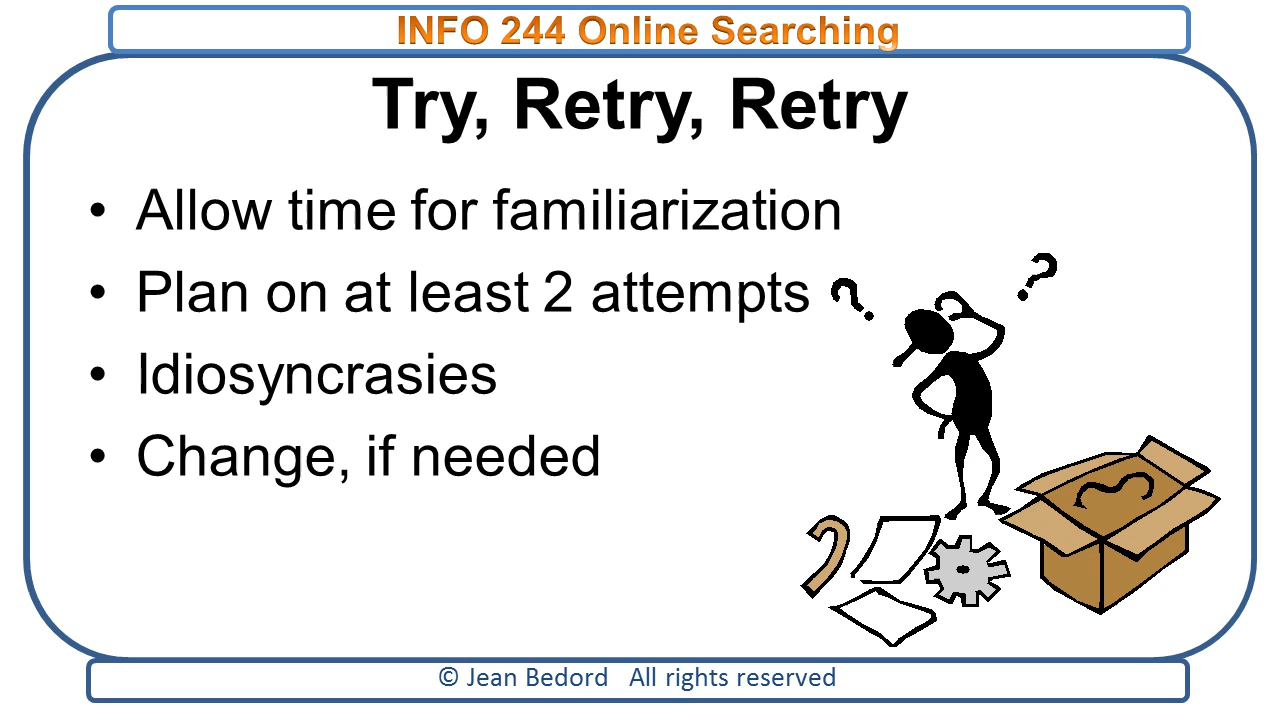 INFO 244 Online Searching
Try, Retry, Retry
• Allow time for familiarization
• Plan on at least 2 attempts
• Idiosyncrasies
• Change, if needed
? ?
© Jean Bedord All rights reserved